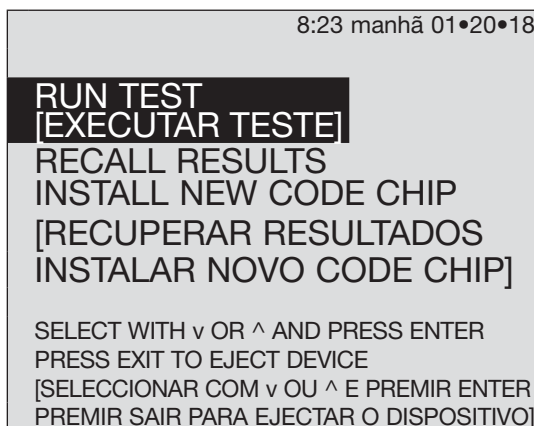 8:23 manhã 01•20•18
RUN TEST
[EXECUTAR TESTE]
RECALL RESULTS
INSTALL NEW CODE CHIP
[RECUPERAR RESULTADOS
INSTALAR NOVO CODE CHIP]
SELECT WITH v OR ^ AND PRESS ENTER
PRESS EXIT TO EJECT DEVICE
[SELECCIONAR COM v OU ^ E PREMIR ENTER
PREMIR SAIR PARA EJECTAR O DISPOSITIVO]